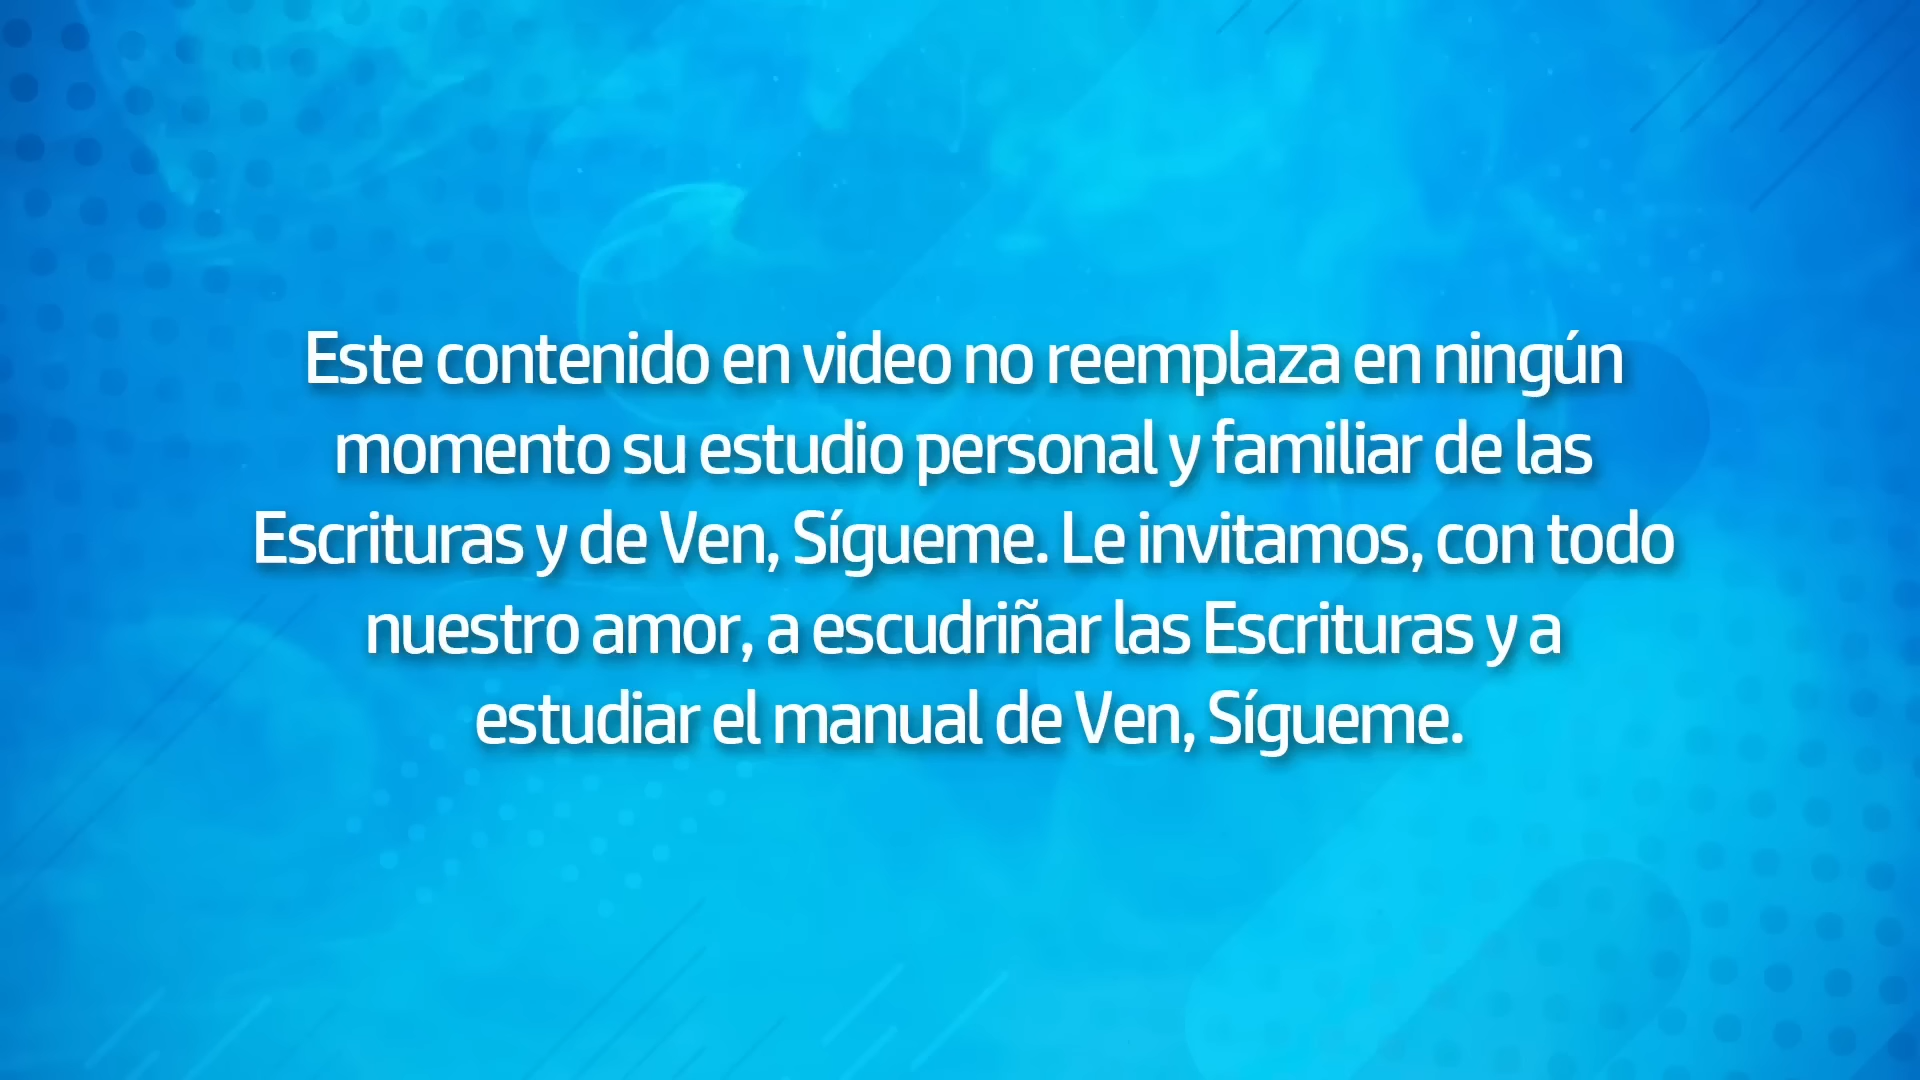 Este contenido en video no reemplaza en ningún
momento su estudio personal y familiar de las
Escrituras y de Ven, Sígueme. Le invitamos, con todo
nuestro amor, a escudriñar las Escrituras y a
estudiar el manual de Ven, Sígueme.